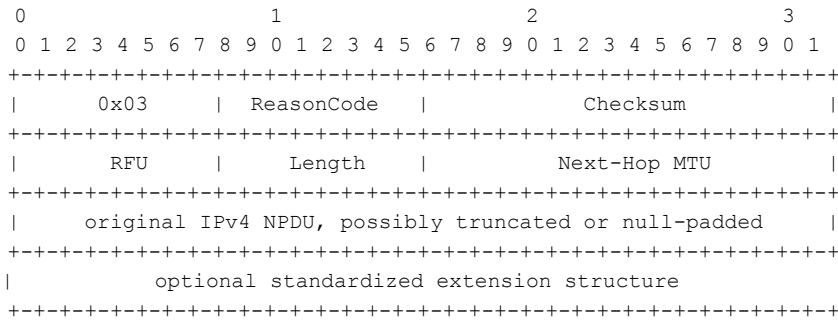 0                   1                   2                   3
 0 1 2 3 4 5 6 7 8 9 0 1 2 3 4 5 6 7 8 9 0 1 2 3 4 5 6 7 8 9 0 1
+-+-+-+-+-+-+-+-+-+-+-+-+-+-+-+-+-+-+-+-+-+-+-+-+-+-+-+-+-+-+-+-+
|      0x03     |  ReasonCode   |            Checksum           |
+-+-+-+-+-+-+-+-+-+-+-+-+-+-+-+-+-+-+-+-+-+-+-+-+-+-+-+-+-+-+-+-+
|      RFU      |     Length    |          Next-Hop MTU         |
+-+-+-+-+-+-+-+-+-+-+-+-+-+-+-+-+-+-+-+-+-+-+-+-+-+-+-+-+-+-+-+-+
|     original IPv4 NPDU, possibly truncated or null-padded     |
+-+-+-+-+-+-+-+-+-+-+-+-+-+-+-+-+-+-+-+-+-+-+-+-+-+-+-+-+-+-+-+-+
|           optional standardized extension structure
+-+-+-+-+-+-+-+-+-+-+-+-+-+-+-+-+-+-+-+-+-+-+-+-+-+-+-+-+-+-+-+-+